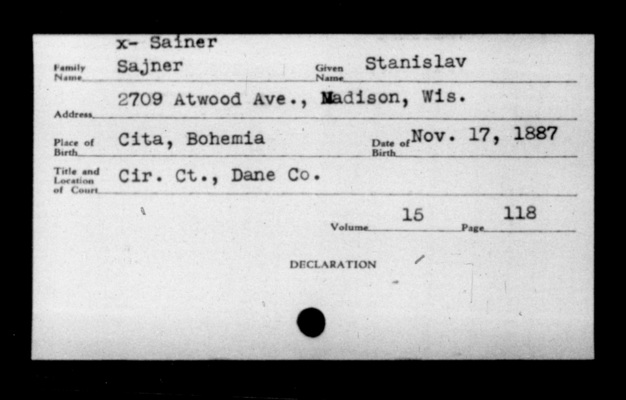 x- Sainer
Family Name Sajner Given Name Stanislav
Address 2709 Atwood Ave., Madison, Wis.
Place of Birth Cita, Bohemia Date of Birth Nov. 17, 1887
Title and Location of Court Cir. Ct., Dane Co.
Volume 15 Page 118
DECLARATION